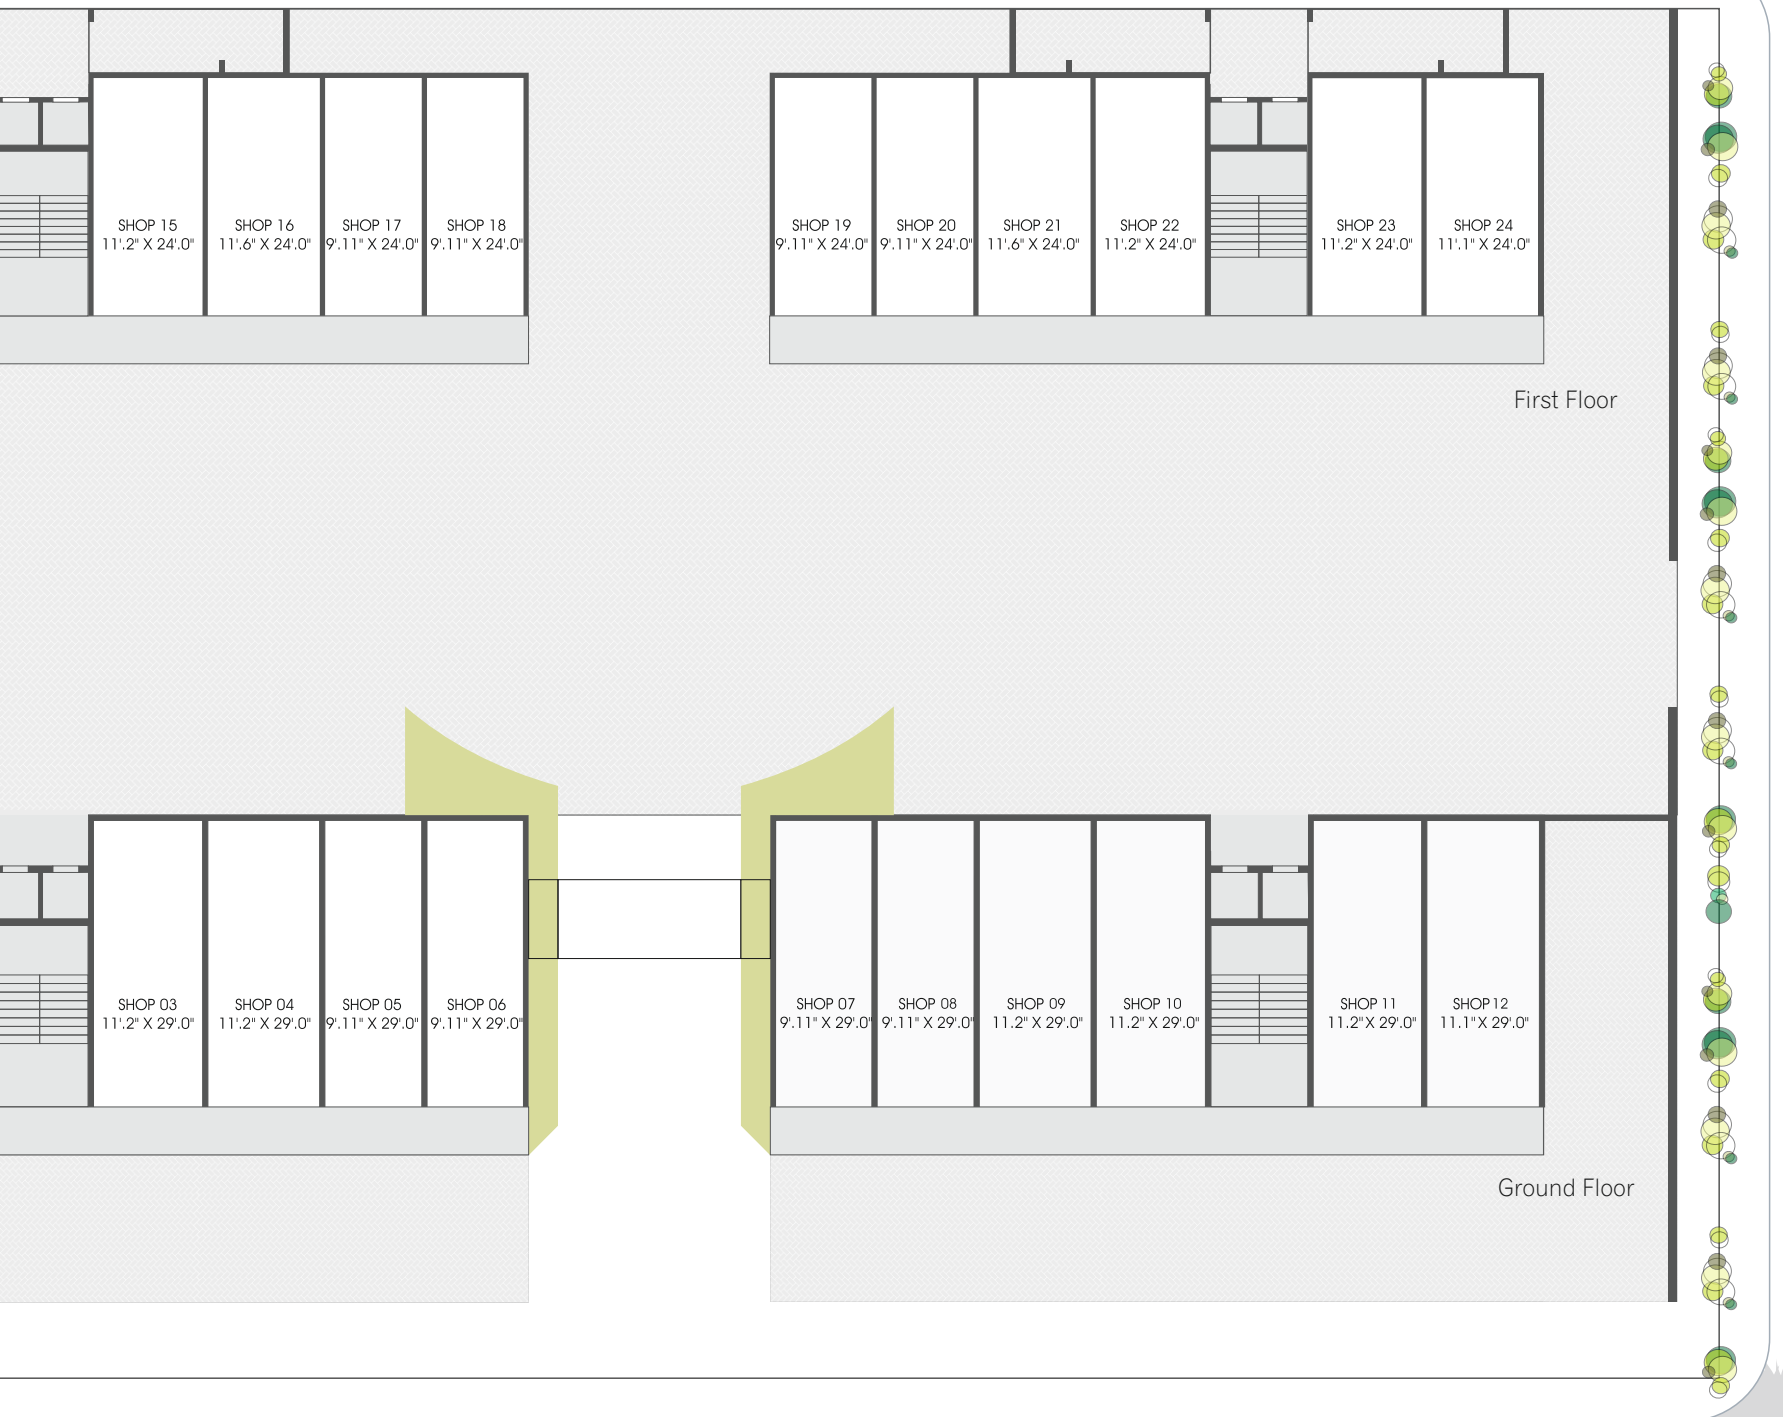 SHOP 15
11'.2" X 24'.0"
SHOP 16
11'.6" X 24'.0"
SHOP 17
9'.11" X 24'.0"
SHOP 18
9'.11" X 24'.0"
SHOP 19
9'.11" X 24'.0"
SHOP 20
9'.11" X 24'.0"
SHOP 21
11'.6" X 24'.0"
SHOP 22
11'.2" X 24'.0"
SHOP 23
11'.2" X 24'.0"
SHOP 24
11'.1" X 24'.0"
First Floor
SHOP 03
11'.2" X 29'.0"
SHOP 04
11'.2" X 29'.0"
SHOP 05
9'.11" X 29'.0"
SHOP 06
9'.11" X 29'.0"
SHOP 07
9'.11" X 29'.0"
SHOP 08
9'.11" X 29'.0"
SHOP 09
11.2" X 29'.0"
SHOP 10
11.2" X 29'.0"
SHOP 11
11.2" X 29'.0"
SHOP 12
11.1" X 29'.0"
Ground Floor